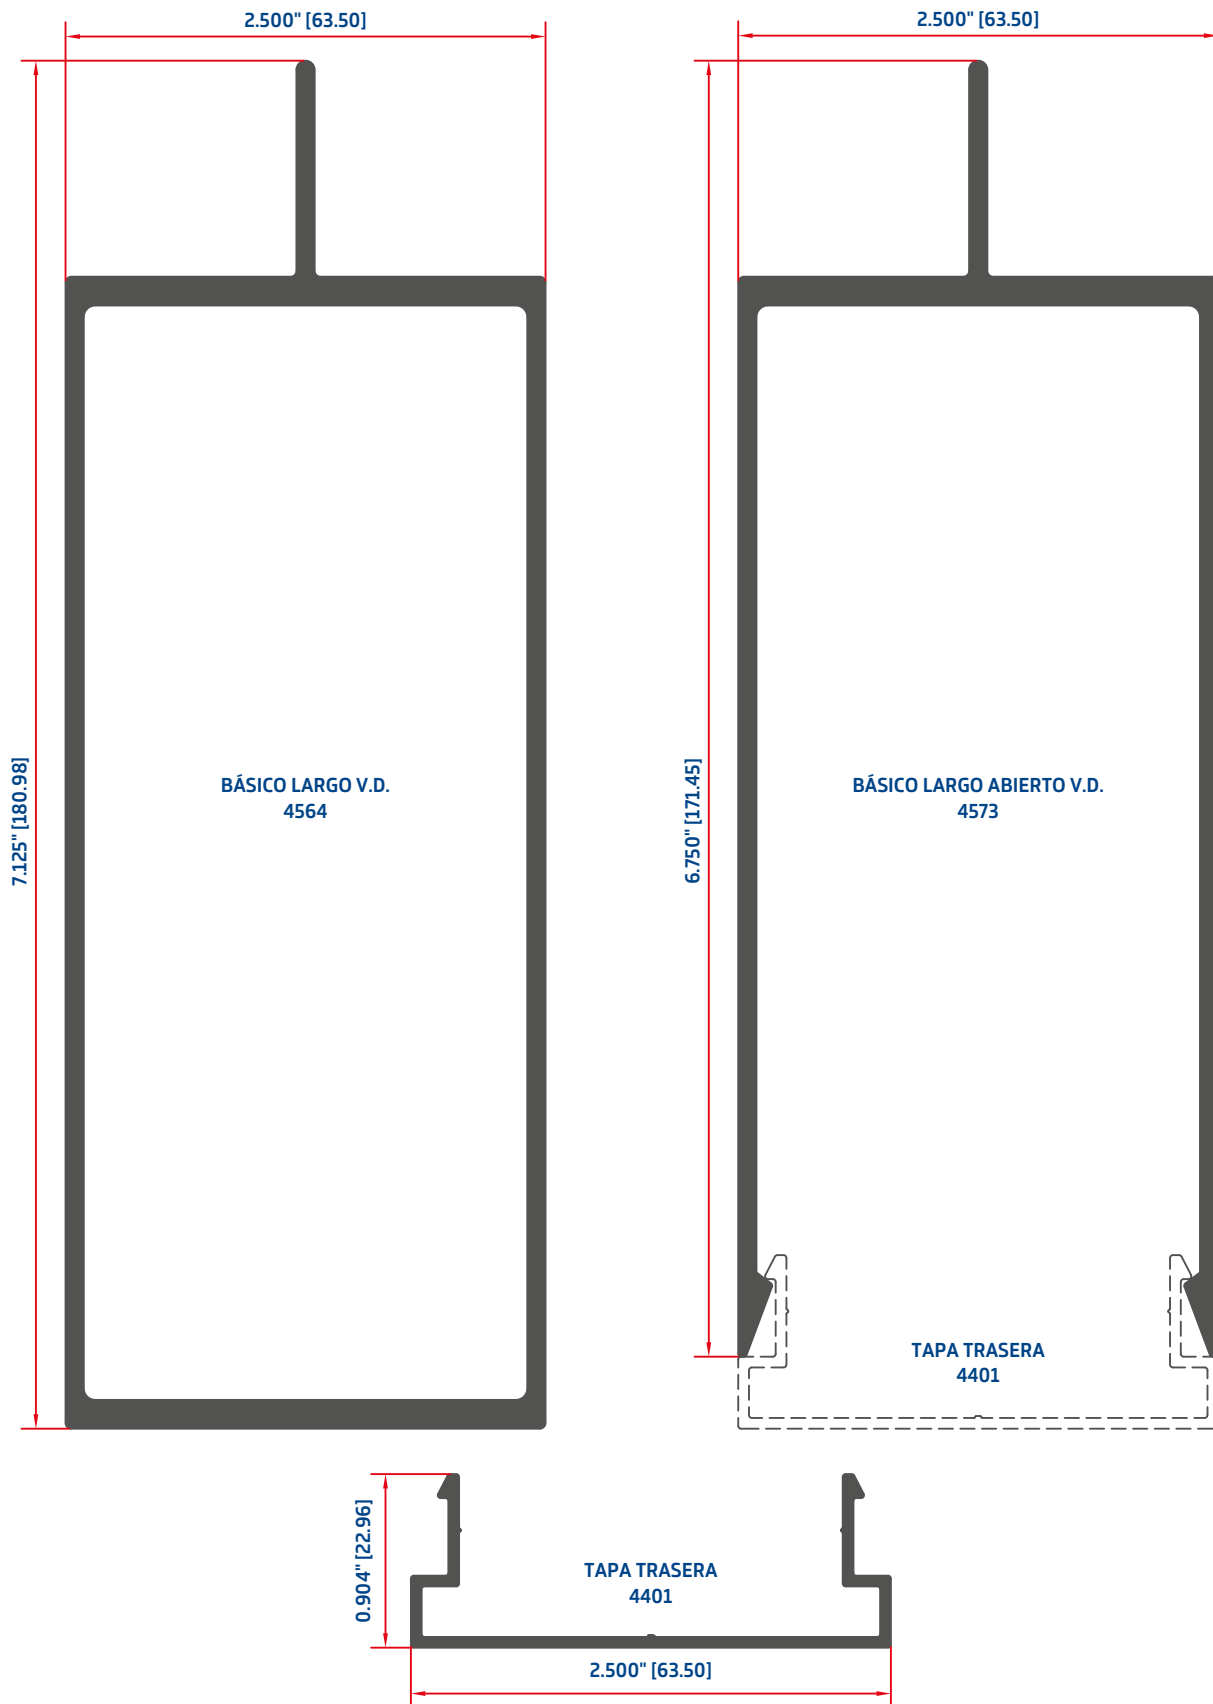 2.500" [63.50]
2.500" [63.50]
7.125" [180.98]
BÁSICO LARGO V.D.
4564
6.750" [171.45]
BÁSICO LARGO ABIERTO V.D.
4573
TAPA TRASERA
4401
0.904" [22.96]
TAPA TRASERA
4401
2.500" [63.50]